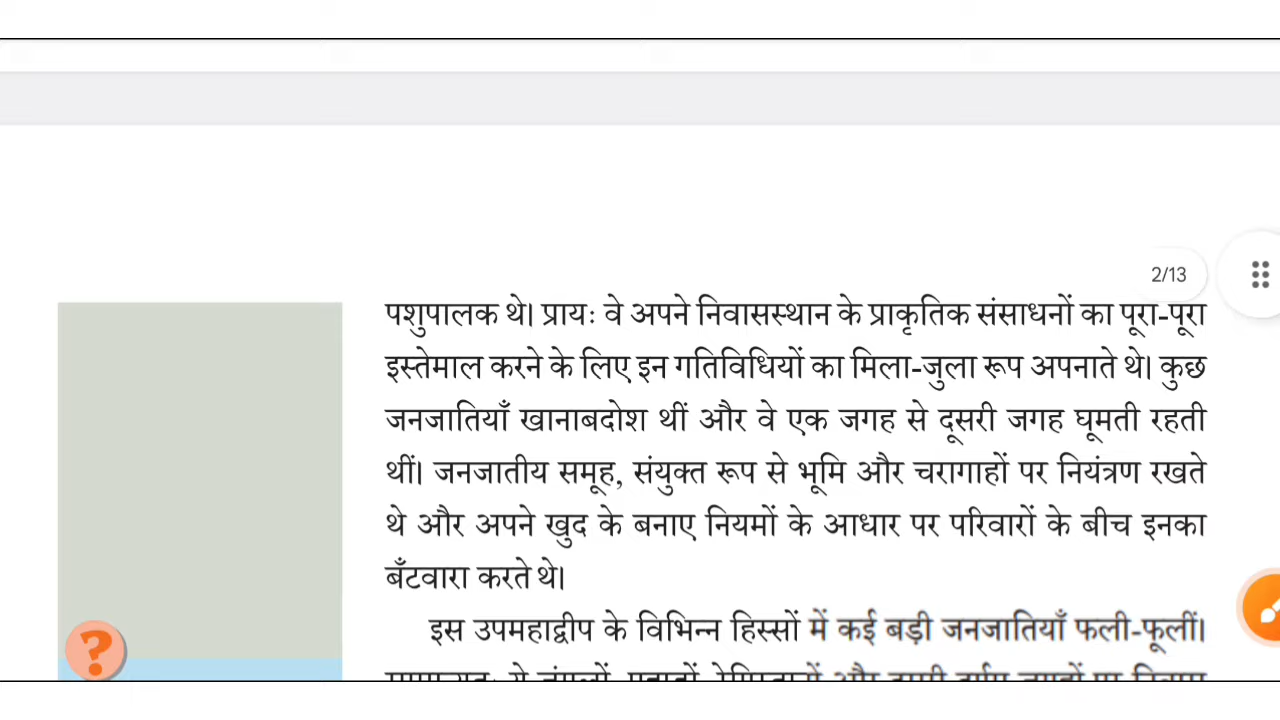 2/13
पशुपालक थे। प्रायः वे अपने निवासस्थान के प्राकृतिक संसाधनों का पूरा-पूरा
इस्तेमाल करने के लिए इन गतिविधियों का मिला-जुला रूप अपनाते थे। कुछ
जनजातियाँ खानाबदोश थीं और वे एक जगह से दूसरी जगह घूमती रहती
थीं। जनजातीय समूह, संयुक्त रूप से भूमि और चरागाहों पर नियंत्रण रखते
थे और अपने खुद के बनाए नियमों के आधार पर परिवारों के बीच इनका
बँटवारा करते थे।
इस उपमहाद्वीप के विभिन्न हिस्सों में कई बड़ी जनजातियाँ फली-फूलीं।
?